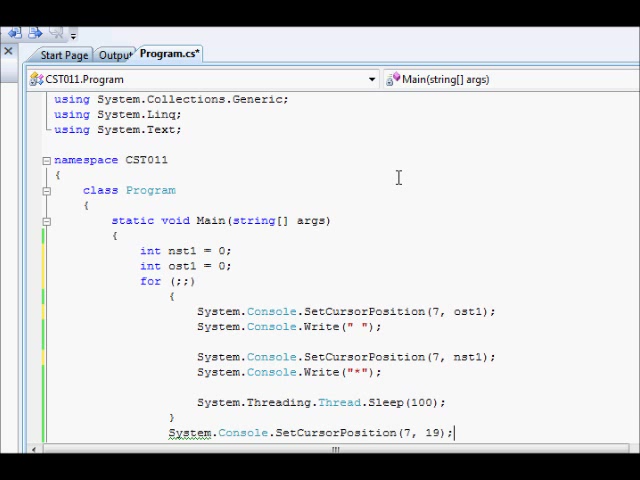 Start Page Output Program.cs*
CST011.Program Main(string[] args)
using System.Collections.Generic;
using System.Linq;
using System.Text;
namespace CST011
{
class Program
{
static void Main(string[] args)
{
int nst1 = 0;
int ost1 = 0;
for (;;)
{
System.Console.SetCursorPosition(7, ost1);
System.Console.Write(" ");
System.Console.SetCursorPosition(7, nst1);
System.Console.Write("*");
System.Threading.Thread.Sleep(100);
}
System.Console.SetCursorPosition(7, 19);